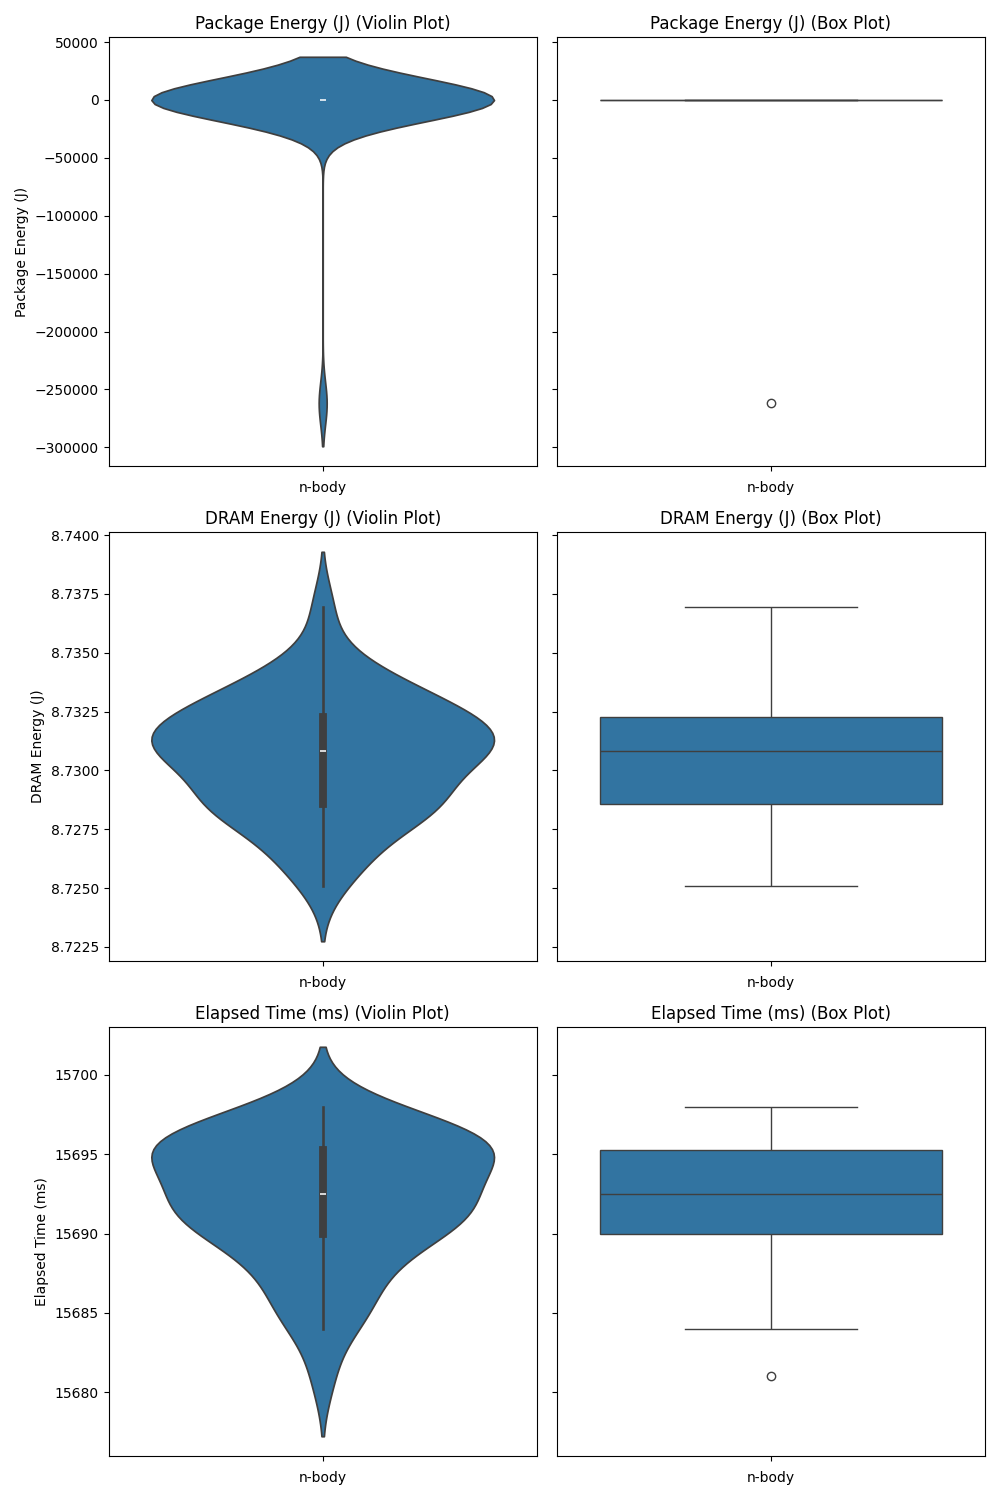 Package Energy (J) (Violin Plot)
Package Energy (J) (Box Plot)
Package Energy (J)
50000
0
−50000
−100000
−150000
−200000
−250000
−300000
n-body
n-body
DRAM Energy (J) (Violin Plot)
DRAM Energy (J) (Box Plot)
DRAM Energy (J)
8.7400
8.7375
8.7350
8.7325
8.7300
8.7275
8.7250
8.7225
n-body
n-body
Elapsed Time (ms) (Violin Plot)
Elapsed Time (ms) (Box Plot)
Elapsed Time (ms)
15700
15695
15690
15685
15680
n-body
n-body